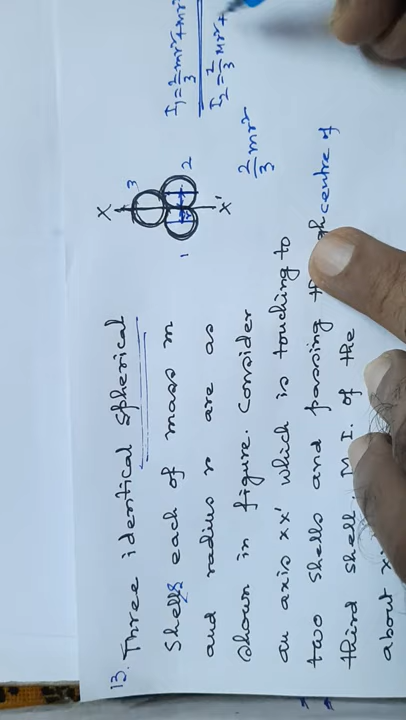 13. Three identical spherical
shells each of mass m
and radius r are as
shown in figure. Consider
an axis xx' which is touching to
two shells and passing centre of
third shell. M.I. of the
about
X
3
2
1
X'
I₁ = 2/3 mr² + mr²
I₂ = 2/3 mr² +
2/3 mr²